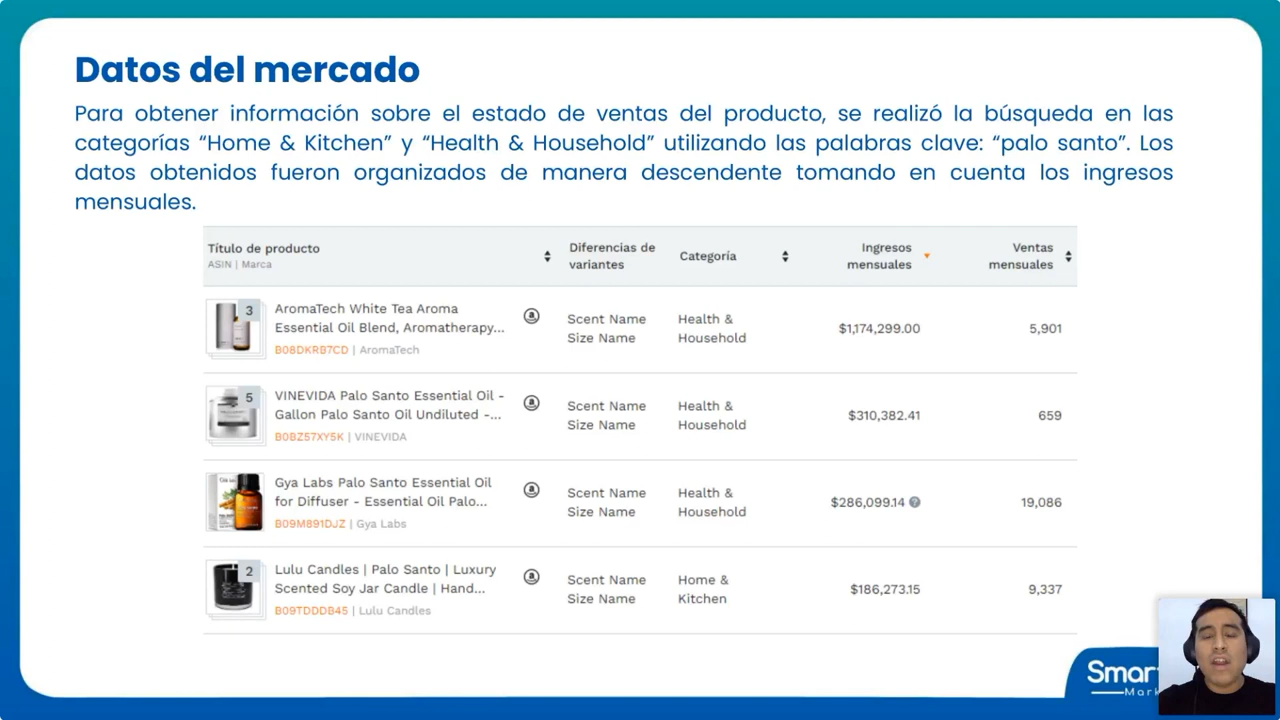 Datos del mercado
Para obtener información sobre el estado de ventas del producto, se realizó la búsqueda en las
categorías “Home & Kitchen” y “Health & Household” utilizando las palabras clave: “palo santo”. Los
datos obtenidos fueron organizados de manera descendente tomando en cuenta los ingresos
mensuales.
Título de producto
ASIN | Marca
Diferencias de
variantes
Categoría
Ingresos
mensuales
Ventas
mensuales
3
AromaTech White Tea Aroma
Essential Oil Blend, Aromatherapy...
B08DKRB7CD | AromaTech
Scent Name
Size Name
Health &
Household
$1,174,299.00
5,901
5
VINEVIDA Palo Santo Essential Oil -
Gallon Palo Santo Oil Undiluted -...
B0BZ57XY5K | VINEVIDA
Scent Name
Size Name
Health &
Household
$310,382.41
659
Gya Labs Palo Santo Essential Oil
for Diffuser - Essential Oil Palo...
B09M891DJZ | Gya Labs
Scent Name
Size Name
Health &
Household
$286,099.14
19,086
2
Lulu Candles | Palo Santo | Luxury
Scented Soy Jar Candle | Hand...
B09TDDDB45 | Lulu Candles
Scent Name
Size Name
Home &
Kitchen
$186,273.15
9,337
Smar
Mark